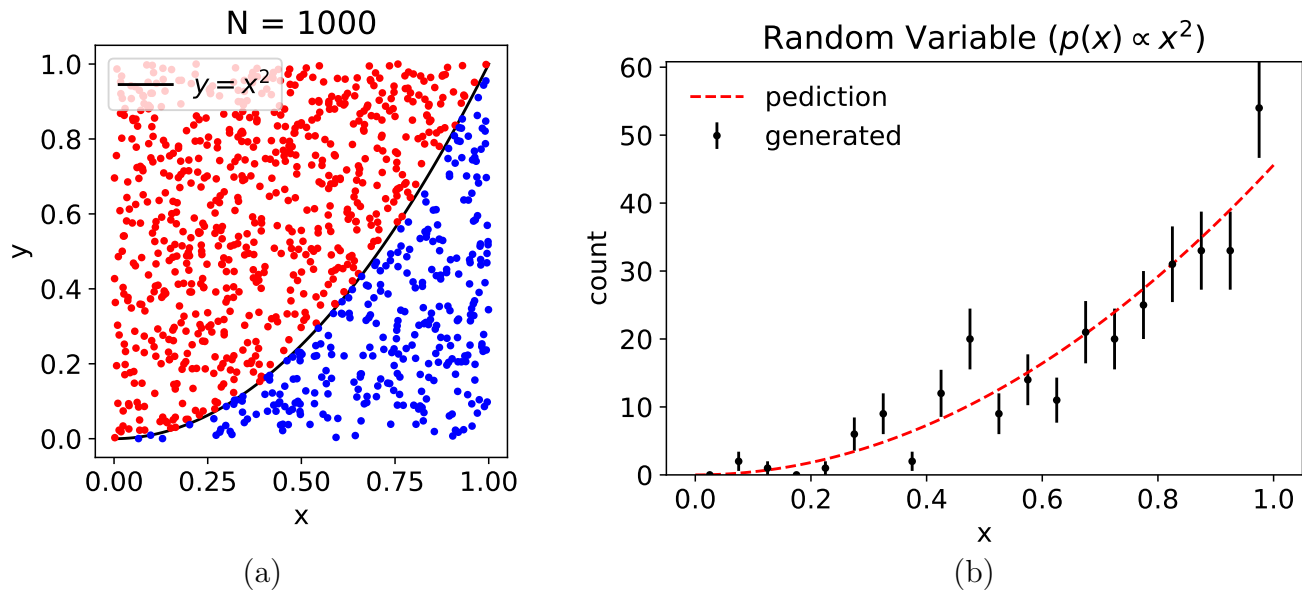 N = 1000
y = x²
1.0
0.8
0.6
0.4
0.2
0.0
y
0.00 0.25 0.50 0.75 1.00
x
(a)
Random Variable (p(x) ∝ x²)
pediction
generated
60
50
40
30
20
10
0
count
0.0 0.2 0.4 0.6 0.8 1.0
x
(b)